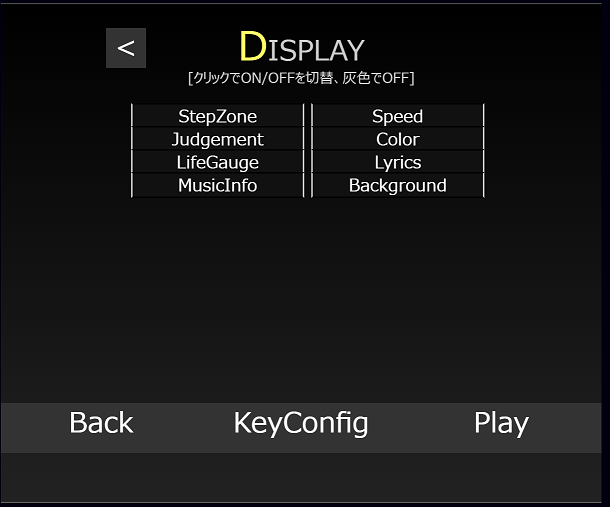 <
DISPLAY
[クリックでON/OFFを切替、灰色でOFF]
StepZone Speed
Judgement Color
LifeGauge Lyrics
MusicInfo Background
Back KeyConfig Play